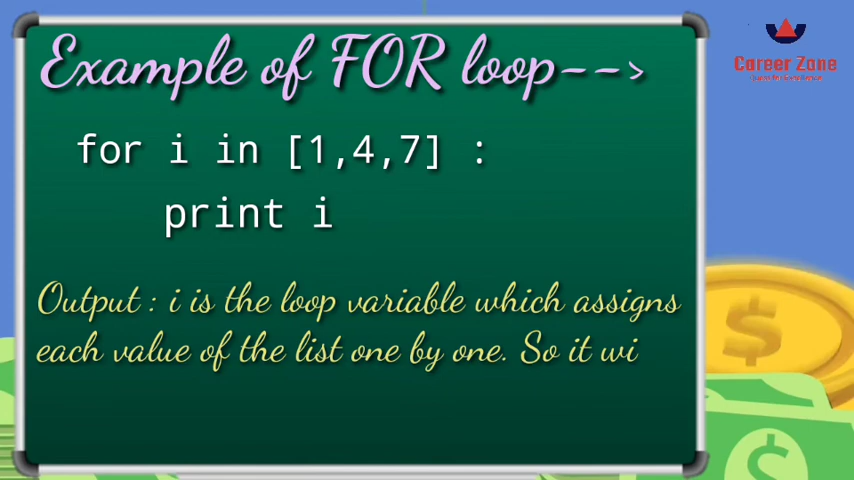 Example of FOR loop-->
Career Zone
for i in [1,4,7] :
print i
Output : i is the loop variable which assigns
each value of the list one by one. So it wi